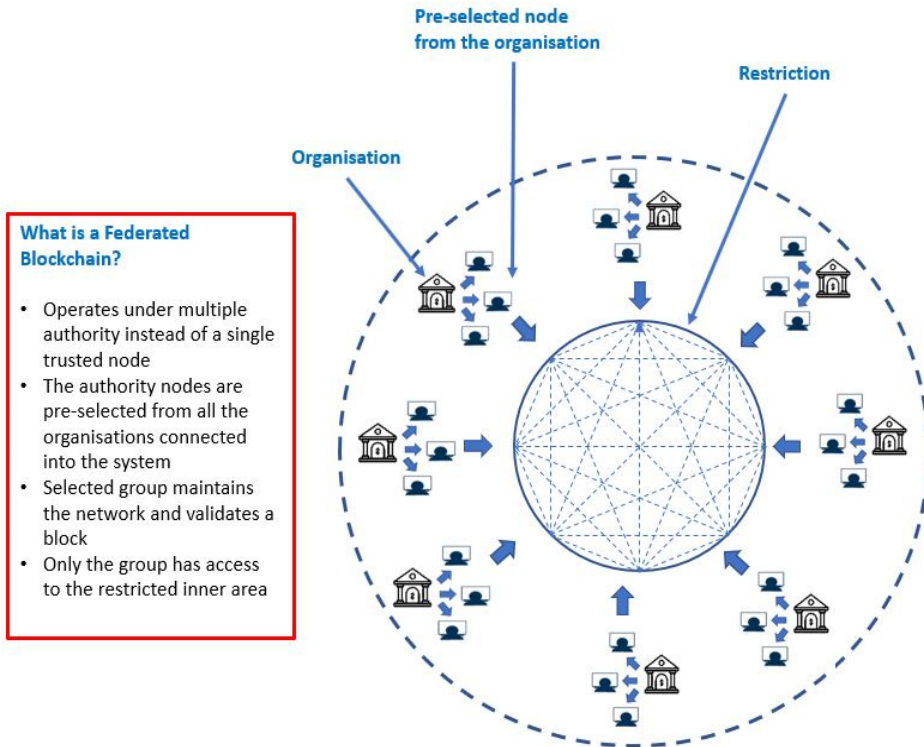 Pre-selected node
from the organisation
Restriction
Organisation
What is a Federated
Blockchain?
• Operates under multiple
authority instead of a single
trusted node
• The authority nodes are
pre-selected from all the
organisations connected
into the system
• Selected group maintains
the network and validates a
block
• Only the group has access
to the restricted inner area